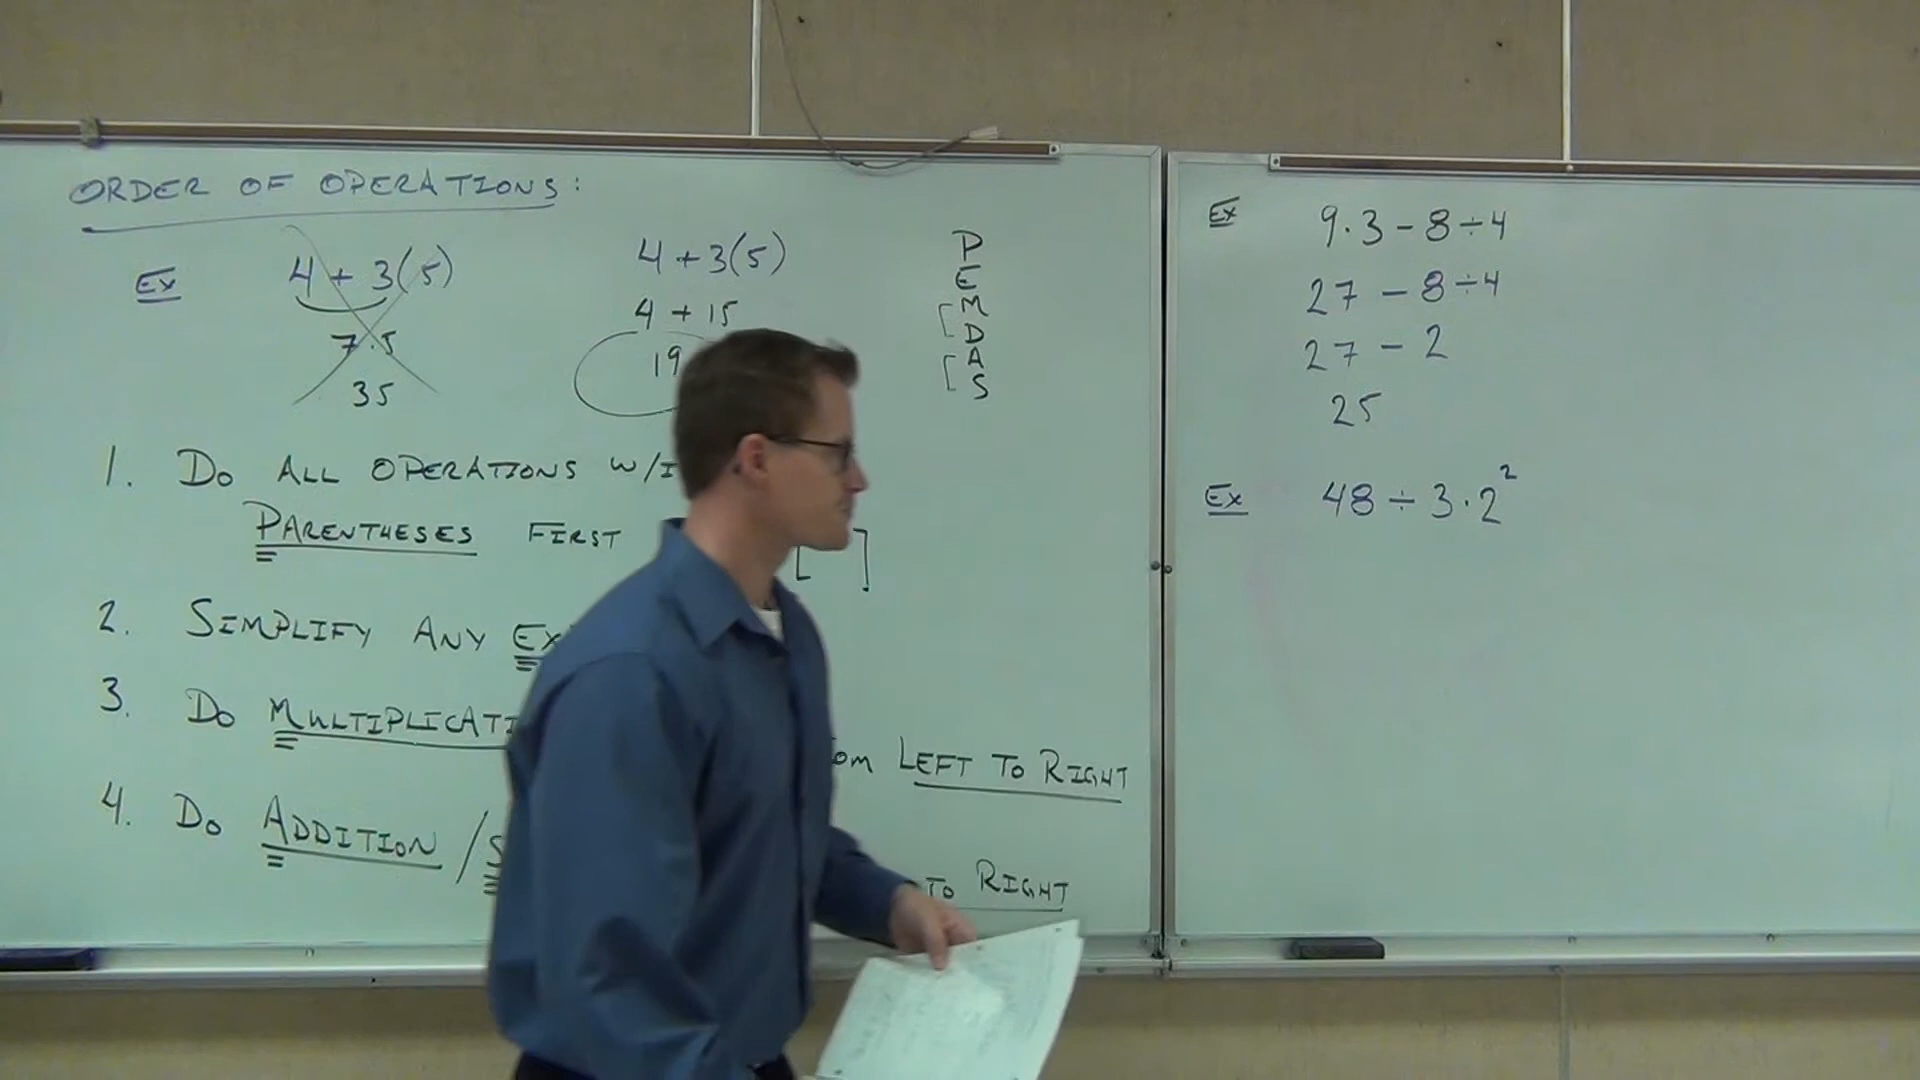 ORDER OF OPERATIONS:
Ex 4 + 3(5)
7·5
35
4 + 3(5)
4 + 15
19
P
E
M
D
A
S
1. DO ALL OPERATIONS
PARENTHESES FIRST [ ]
2. SIMPLIFY ANY
3. DO
LEFT TO RIGHT
4. DO ADDITION /
TO RIGHT
Ex 9·3 - 8 ÷ 4
27 - 8 ÷ 4
27 - 2
25
Ex 48 ÷ 3·2²